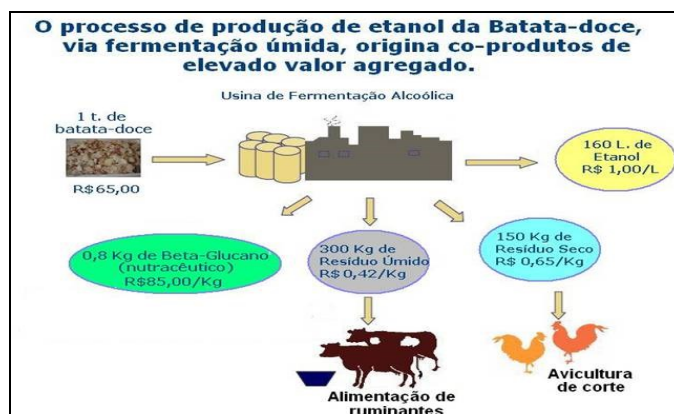 O processo de produção de etanol da Batata-doce,
via fermentação úmida, origina co-produtos de
elevado valor agregado.
Usina de Fermentação Alcoólica
1 t. de
batata-doce
R$65,00
160 L. de
Etanol
R$ 1,00/L
0,8 Kg de Beta-Glucano
(nutracêutico)
R$85,00/Kg
300 Kg de
Resíduo Úmido
R$ 0,42/Kg
150 Kg de
Resíduo Seco
R$ 0,65/Kg
Alimentação de
ruminantes
Avicultura
de corte